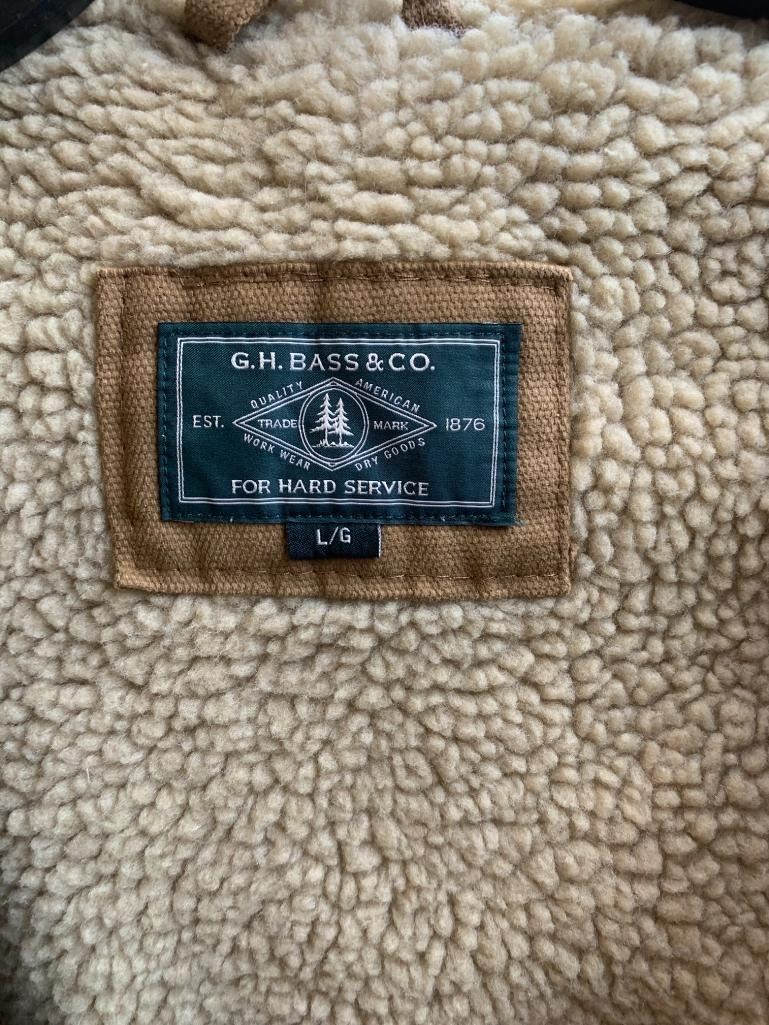 G.H. BASS & CO.
QUALITY AMERICAN
EST. TRADE MARK 1876
WORK WEAR DRY GOODS
FOR HARD SERVICE
L/G